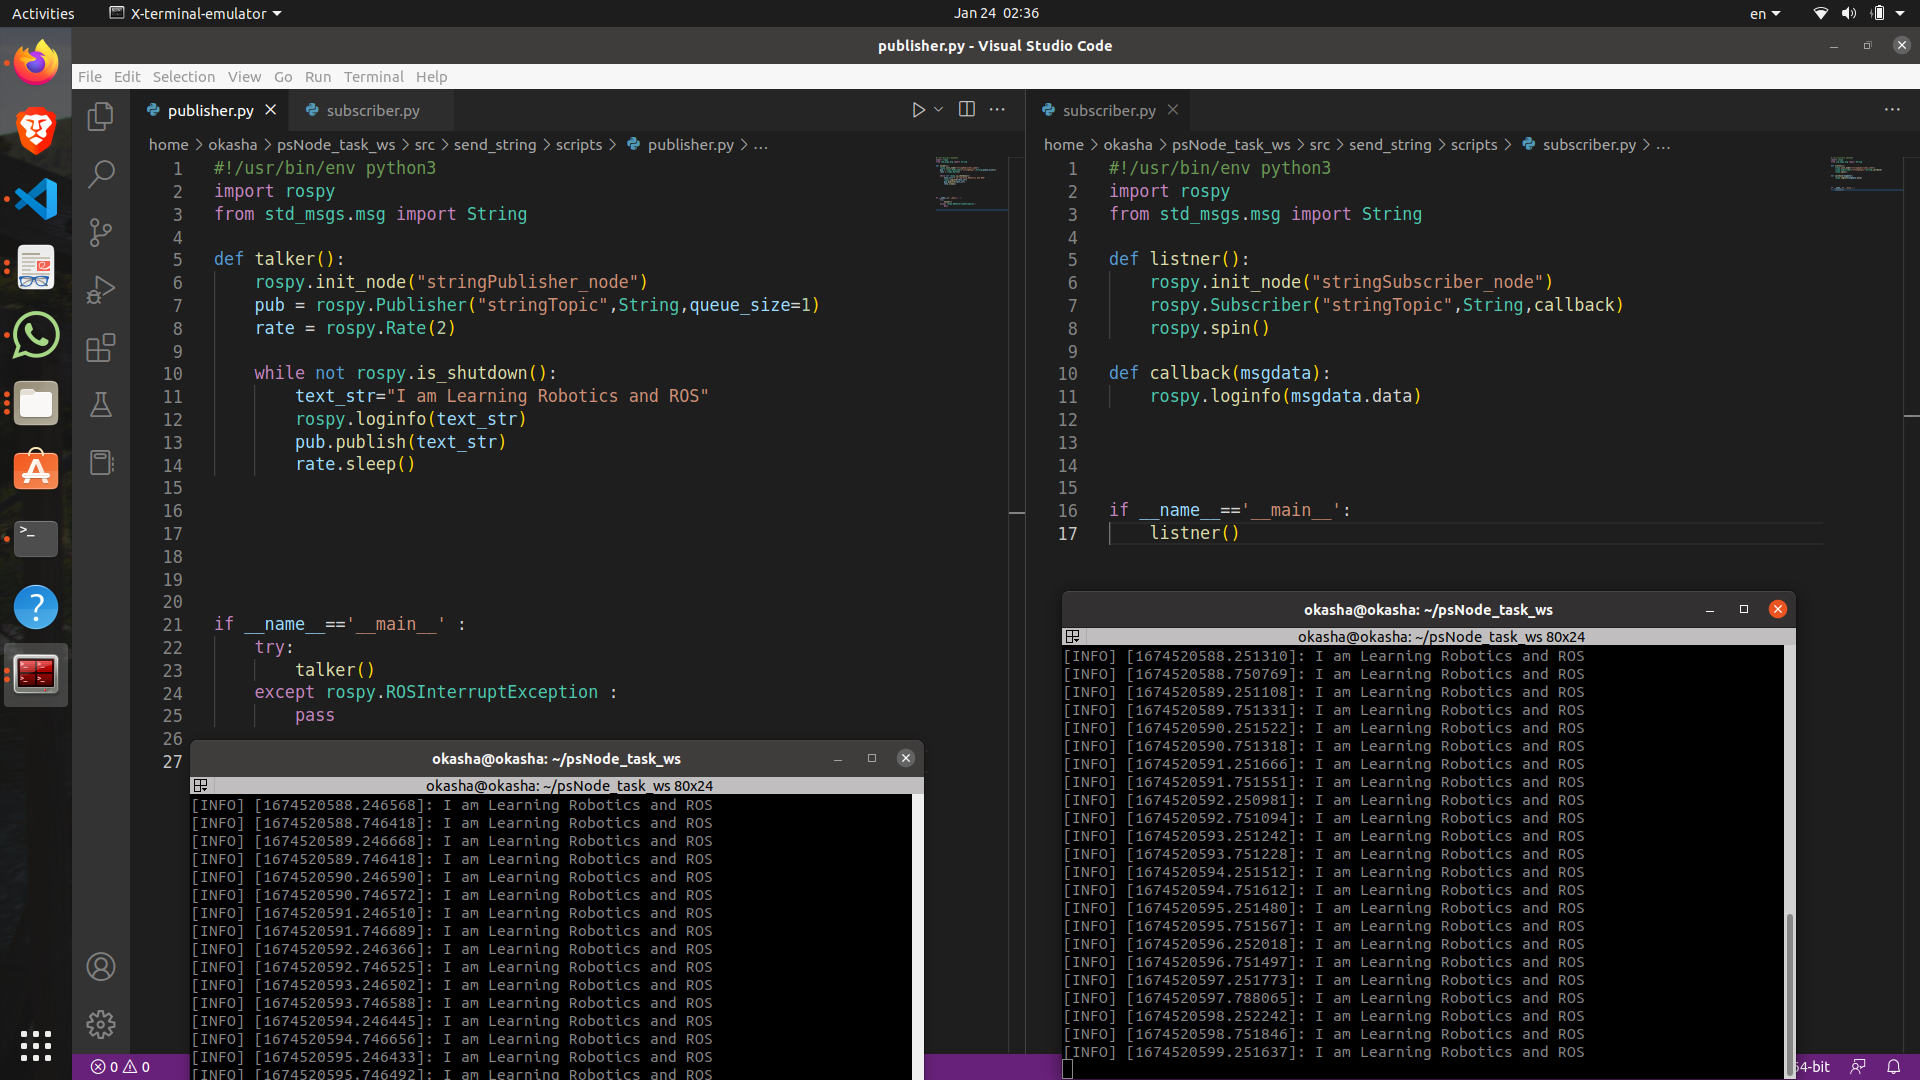 Activities
X-terminal-emulator
Jan 24 02:36
en
publisher.py - Visual Studio Code
File Edit Selection View Go Run Terminal Help
publisher.py
subscriber.py
home > okasha > psNode_task_ws > src > send_string > scripts > publisher.py > ...
1 #!/usr/bin/env python3
2 import rospy
3 from std_msgs.msg import String
4
5 def talker():
6 rospy.init_node("stringPublisher_node")
7 pub = rospy.Publisher("stringTopic",String,queue_size=1)
8 rate = rospy.Rate(2)
9
10 while not rospy.is_shutdown():
11 text_str="I am Learning Robotics and ROS"
12 rospy.loginfo(text_str)
13 pub.publish(text_str)
14 rate.sleep()
15
16
17
18
19
20
21 if __name__=='__main__' :
22 try:
23 talker()
24 except rospy.ROSInterruptException :
25 pass
26
27
okasha@okasha: ~/psNode_task_ws
okasha@okasha: ~/psNode_task_ws 80x24
[INFO] [1674520588.246568]: I am Learning Robotics and ROS
[INFO] [1674520588.746418]: I am Learning Robotics and ROS
[INFO] [1674520589.246668]: I am Learning Robotics and ROS
[INFO] [1674520589.746418]: I am Learning Robotics and ROS
[INFO] [1674520590.246590]: I am Learning Robotics and ROS
[INFO] [1674520590.746572]: I am Learning Robotics and ROS
[INFO] [1674520591.246510]: I am Learning Robotics and ROS
[INFO] [1674520591.746689]: I am Learning Robotics and ROS
[INFO] [1674520592.246366]: I am Learning Robotics and ROS
[INFO] [1674520592.746525]: I am Learning Robotics and ROS
[INFO] [1674520593.246502]: I am Learning Robotics and ROS
[INFO] [1674520593.746588]: I am Learning Robotics and ROS
[INFO] [1674520594.246445]: I am Learning Robotics and ROS
[INFO] [1674520594.746656]: I am Learning Robotics and ROS
[INFO] [1674520595.246433]: I am Learning Robotics and ROS
[INFO] [1674520595.746492]: I am Learning Robotics and ROS
subscriber.py
home > okasha > psNode_task_ws > src > send_string > scripts > subscriber.py > ...
1 #!/usr/bin/env python3
2 import rospy
3 from std_msgs.msg import String
4
5 def listner():
6 rospy.init_node("stringSubscriber_node")
7 rospy.Subscriber("stringTopic",String,callback)
8 rospy.spin()
9
10 def callback(msgdata):
11 rospy.loginfo(msgdata.data)
12
13
14
15
16 if __name__=='__main__':
17 listner()
okasha@okasha: ~/psNode_task_ws
okasha@okasha: ~/psNode_task_ws 80x24
[INFO] [1674520588.251310]: I am Learning Robotics and ROS
[INFO] [1674520588.750769]: I am Learning Robotics and ROS
[INFO] [1674520589.251108]: I am Learning Robotics and ROS
[INFO] [1674520589.751331]: I am Learning Robotics and ROS
[INFO] [1674520590.251522]: I am Learning Robotics and ROS
[INFO] [1674520590.751318]: I am Learning Robotics and ROS
[INFO] [1674520591.251666]: I am Learning Robotics and ROS
[INFO] [1674520591.751551]: I am Learning Robotics and ROS
[INFO] [1674520592.250981]: I am Learning Robotics and ROS
[INFO] [1674520592.751094]: I am Learning Robotics and ROS
[INFO] [1674520593.251242]: I am Learning Robotics and ROS
[INFO] [1674520593.751228]: I am Learning Robotics and ROS
[INFO] [1674520594.251512]: I am Learning Robotics and ROS
[INFO] [1674520594.751612]: I am Learning Robotics and ROS
[INFO] [1674520595.251480]: I am Learning Robotics and ROS
[INFO] [1674520595.751567]: I am Learning Robotics and ROS
[INFO] [1674520596.252018]: I am Learning Robotics and ROS
[INFO] [1674520596.751497]: I am Learning Robotics and ROS
[INFO] [1674520597.251773]: I am Learning Robotics and ROS
[INFO] [1674520597.788065]: I am Learning Robotics and ROS
[INFO] [1674520598.252242]: I am Learning Robotics and ROS
[INFO] [1674520598.751846]: I am Learning Robotics and ROS
[INFO] [1674520599.251637]: I am Learning Robotics and ROS
0 0
64-bit